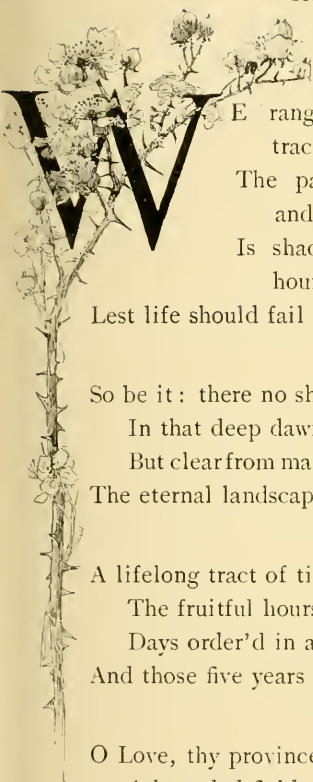 WE rang
trac
The pa
and
Is shad
hour
Lest life should fail
So be it: there no sh
In that deep daw
But clear from ma
The eternal landscap
A lifelong tract of ti
The fruitful hours
Days order'd in a
And those five years
O Love, thy province